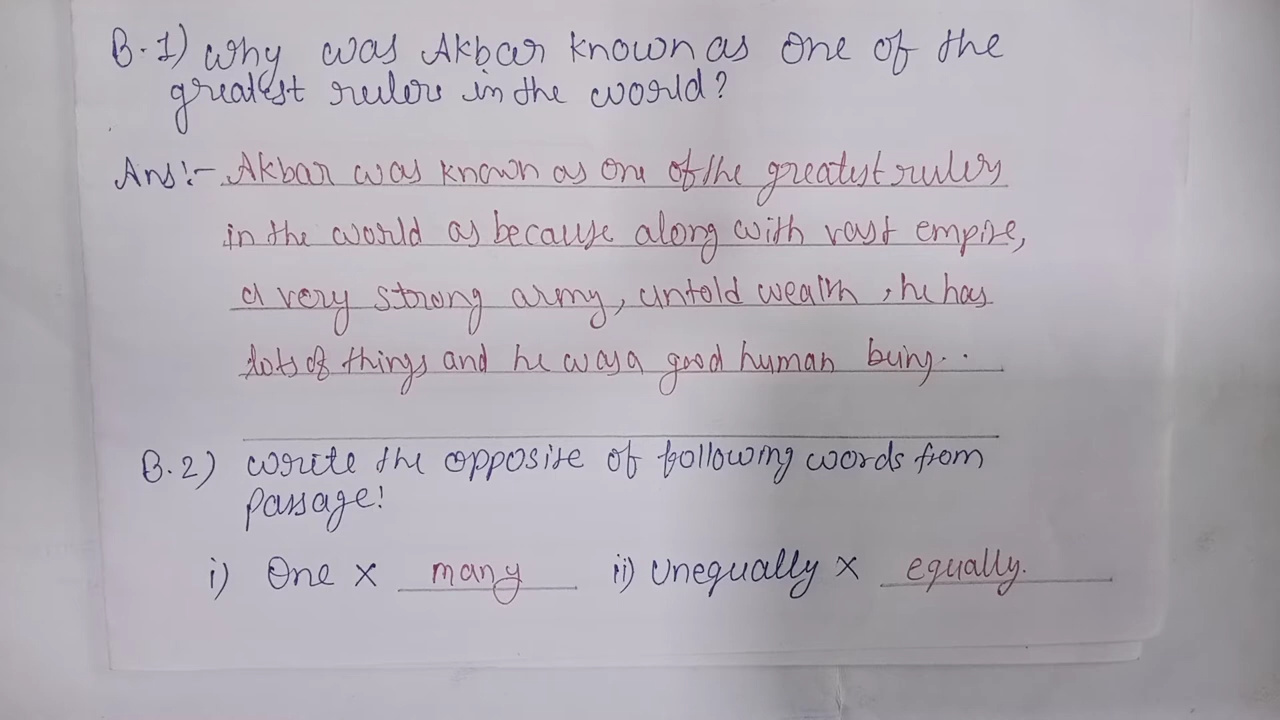 B.1) Why was Akbar known as one of the
greatest rulers in the world?
Ans:- Akbar was known as one of the greatest rulers
in the world as because along with vast empire,
a very strong army, untold wealth, he has
lots of things and he was a good human being..
B.2) write the opposite of following words from
passage!
i) One × many ii) Unequally × equally.